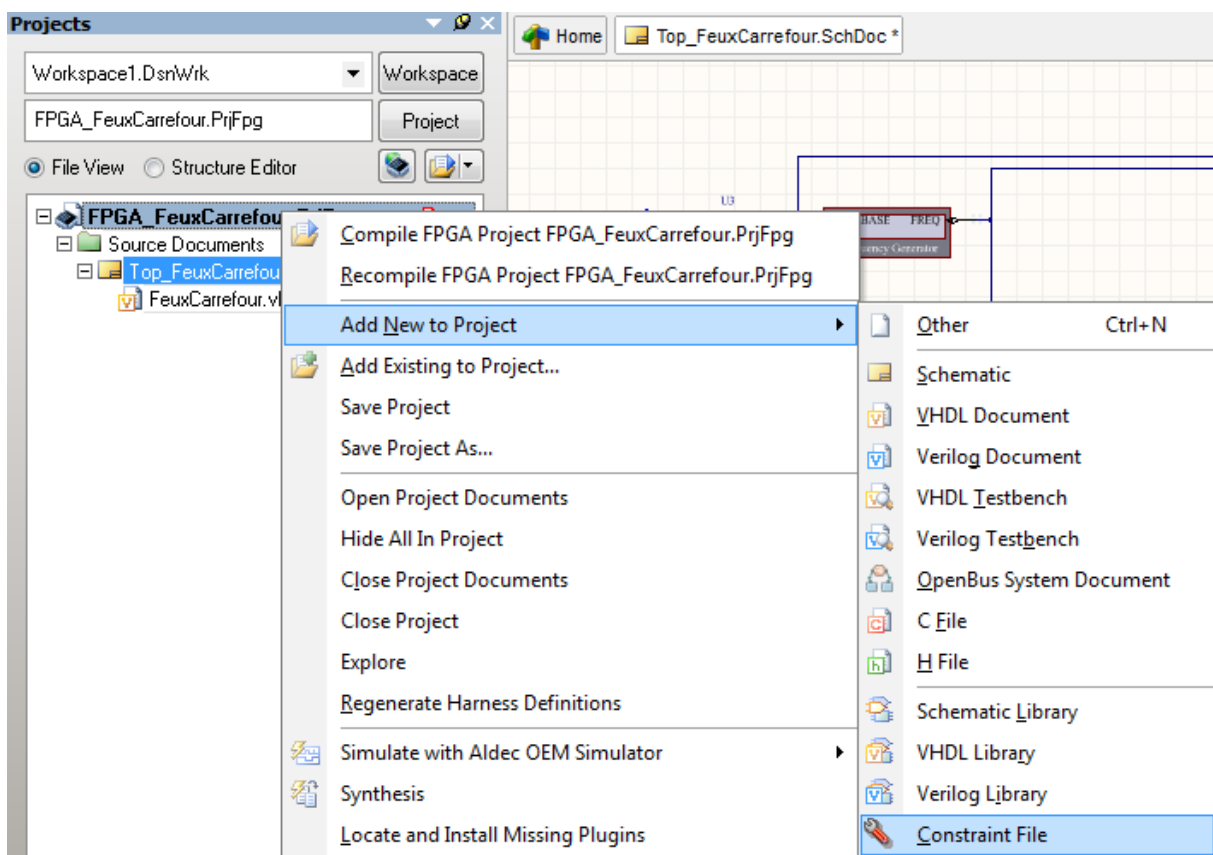 Projects
Home
Top_FeuxCarrefour.SchDoc *
Workspace1.DsnWrk
Workspace
FPGA_FeuxCarrefour.PrjFpg
Project
File View
Structure Editor
FPGA_FeuxCarrefou
Source Documents
Top_FeuxCarrefou
FeuxCarrefour.v
U3
BASE FREQ
uency Generator
Compile FPGA Project FPGA_FeuxCarrefour.PrjFpg
Recompile FPGA Project FPGA_FeuxCarrefour.PrjFpg
Add New to Project
Add Existing to Project...
Save Project
Save Project As...
Open Project Documents
Hide All In Project
Close Project Documents
Close Project
Explore
Regenerate Harness Definitions
Simulate with Aldec OEM Simulator
Synthesis
Locate and Install Missing Plugins
Other Ctrl+N
Schematic
VHDL Document
Verilog Document
VHDL Testbench
Verilog Testbench
OpenBus System Document
C File
H File
Schematic Library
VHDL Library
Verilog Library
Constraint File